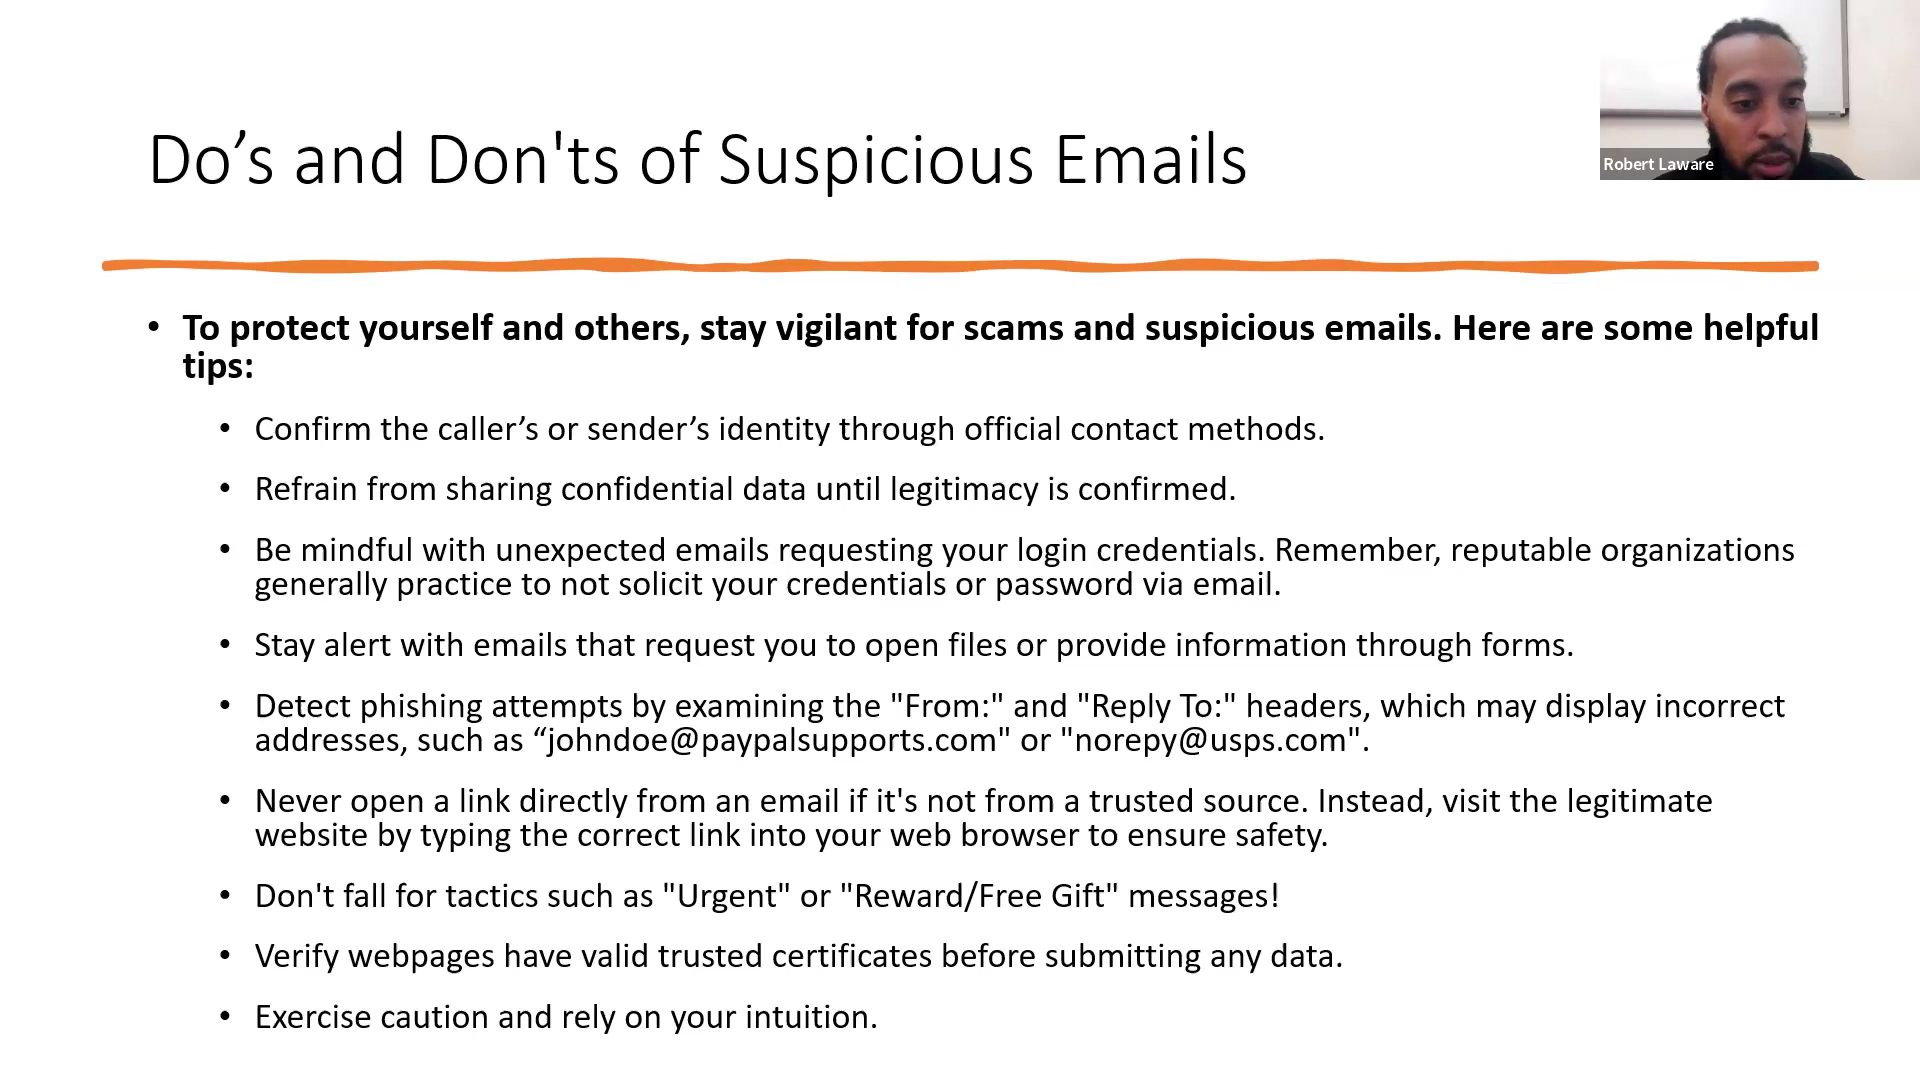 Do’s and Don'ts of Suspicious Emails
Robert Laware
• To protect yourself and others, stay vigilant for scams and suspicious emails. Here are some helpful
tips:
• Confirm the caller’s or sender’s identity through official contact methods.
• Refrain from sharing confidential data until legitimacy is confirmed.
• Be mindful with unexpected emails requesting your login credentials. Remember, reputable organizations
generally practice to not solicit your credentials or password via email.
• Stay alert with emails that request you to open files or provide information through forms.
• Detect phishing attempts by examining the "From:" and "Reply To:" headers, which may display incorrect
addresses, such as “johndoe@paypalsupports.com" or "norepy@usps.com".
• Never open a link directly from an email if it's not from a trusted source. Instead, visit the legitimate
website by typing the correct link into your web browser to ensure safety.
• Don't fall for tactics such as "Urgent" or "Reward/Free Gift" messages!
• Verify webpages have valid trusted certificates before submitting any data.
• Exercise caution and rely on your intuition.